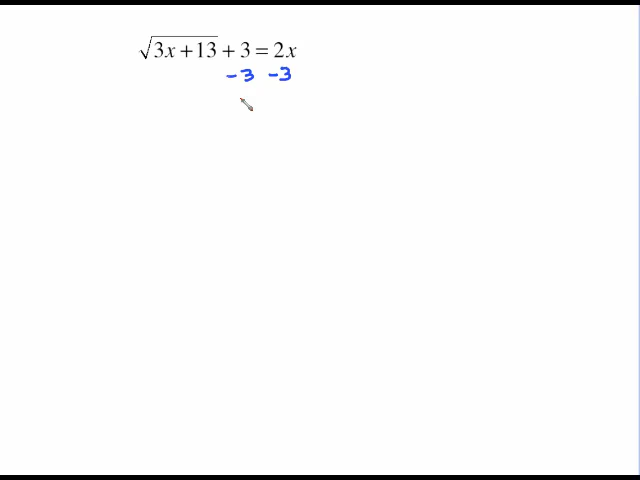 √3x + 13 + 3 = 2x
-3 -3